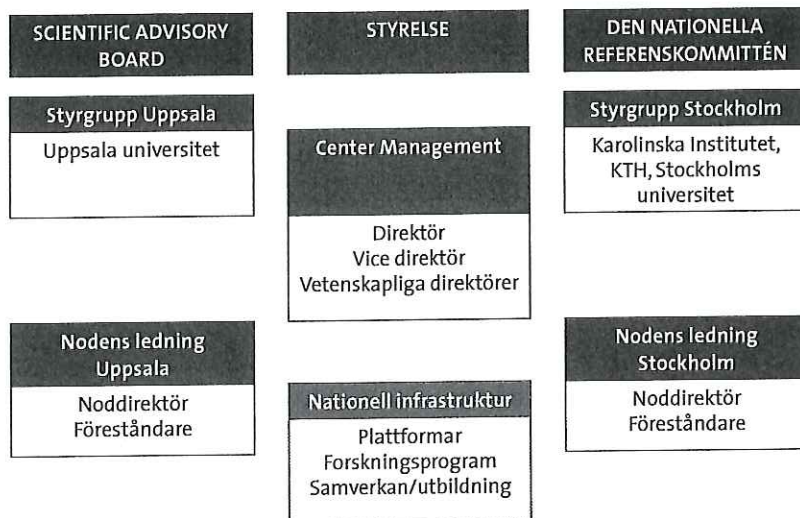 SCIENTIFIC ADVISORY
BOARD
STYRELSE
DEN NATIONELLA
REFERENSKOMMITTÉN
Styrgrupp Uppsala
Uppsala universitet
Center Management
Direktör
Vice direktör
Vetenskapliga direktörer
Styrgrupp Stockholm
Karolinska Institutet,
KTH, Stockholms
universitet
Nodens ledning
Uppsala
Noddirektör
Föreståndare
Nationell infrastruktur
Plattformar
Forskningsprogram
Samverkan/utbildning
Nodens ledning
Stockholm
Noddirektör
Föreståndare